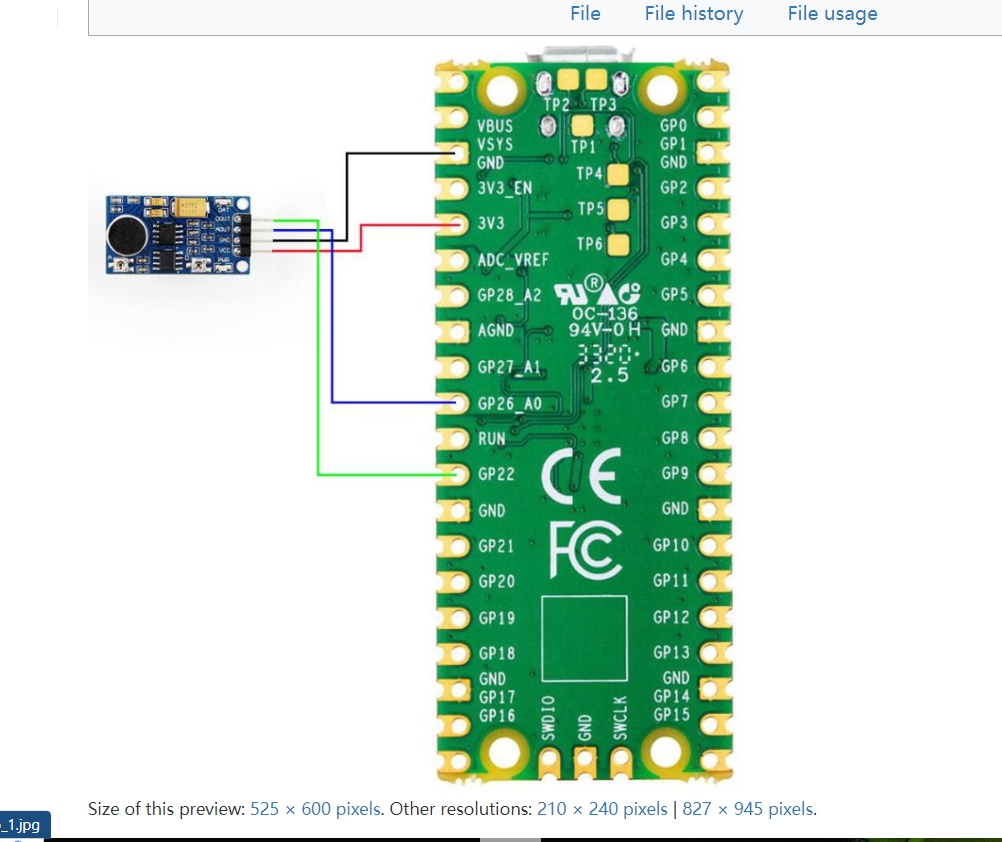 File File history File usage
TP2 TP3
VBUS GP0
VSYS TP1 GP1
GND GND
3V3_EN TP4 GP2
3V3 TP5 GP3
TP6
ADC_VREF GP4
GP28_A2 GP5
OC-136
AGND 94V-0 H GND
3320
GP27_A1 2.5 GP6
GP26_A0 GP7
RUN GP8
GP22 CE GP9
GND GND
FC
GP21 GP10
GP20 GP11
GP19 GP12
GP18 GP13
GND GND
GP17 GP14
GP16 GP15
SWDIO GND SWCLK
DOUT
AOUT
GND
VCC
PWR
Size of this preview: 525 × 600 pixels. Other resolutions: 210 × 240 pixels | 827 × 945 pixels.
_1.jpg